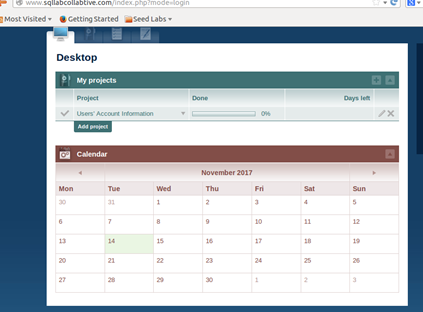 www.sqllabcollabtive.com/index.php?mode=login
Most Visited Getting Started Seed Labs
Desktop
My projects
Project Done Days left
Users' Account Information 0%
Add project
Calendar
November 2017
Mon Tue Wed Thu Fri Sat Sun
30 31 1 2 3 4 5
6 7 8 9 10 11 12
13 14 15 16 17 18 19
20 21 22 23 24 25 26
27 28 29 30 1 2 3